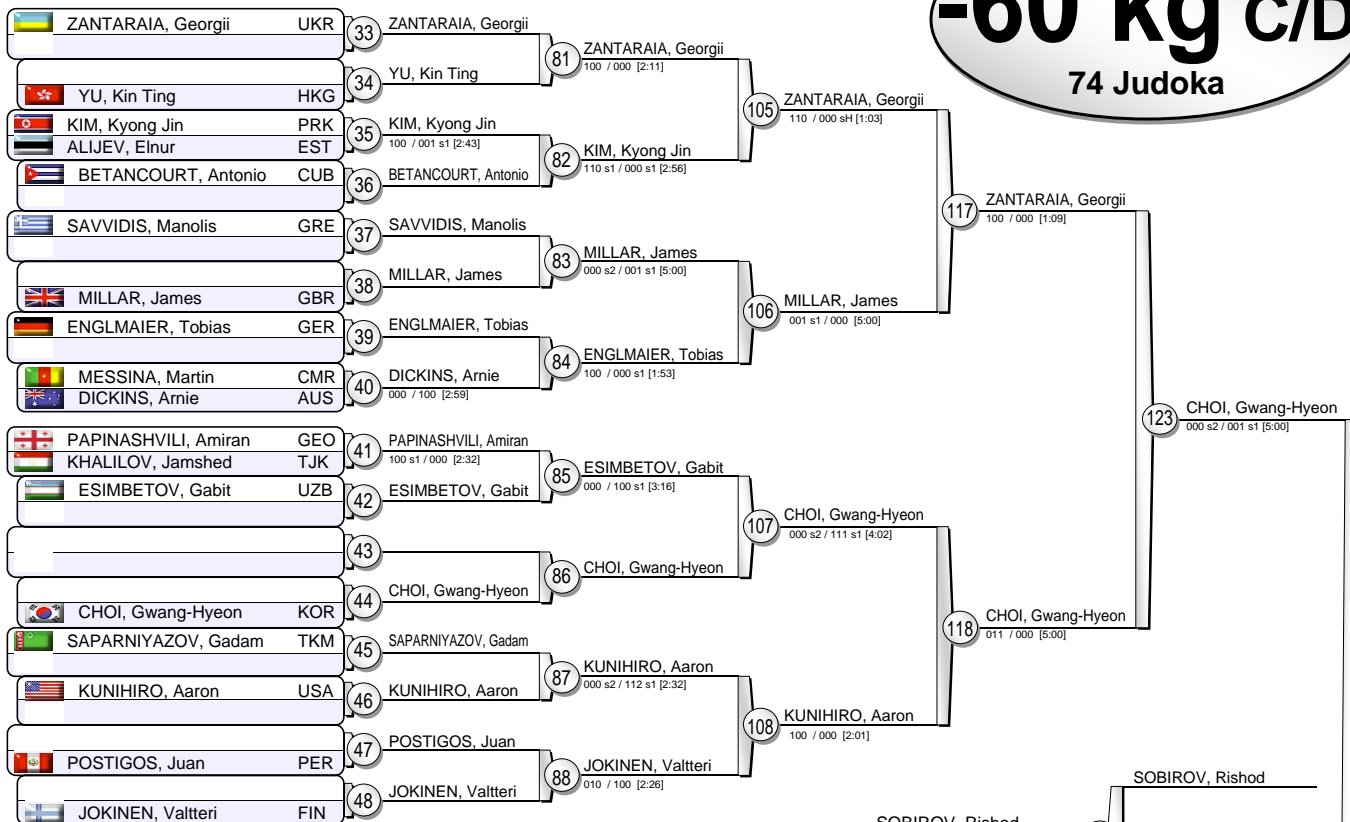 -60 kg C/D
74 Judoka
ZANTARAIA, Georgii UKR
YU, Kin Ting HKG
KIM, Kyong Jin PRK
ALIJEV, Elnur EST
BETANCOURT, Antonio CUB
SAVVIDIS, Manolis GRE
MILLAR, James GBR
ENGLMAIER, Tobias GER
MESSINA, Martin CMR
DICKINS, Arnie AUS
PAPINASHVILI, Amiran GEO
KHALILOV, Jamshed TJK
ESIMBETOV, Gabit UZB
CHOI, Gwang-Hyeon KOR
SAPARNIYAZOV, Gadam TKM
KUNIHIRO, Aaron USA
POSTIGOS, Juan PER
JOKINEN, Valtteri FIN
33 ZANTARAIA, Georgii
34 YU, Kin Ting
35 KIM, Kyong Jin
100 / 001 s1 [2:43]
36 BETANCOURT, Antonio
37 SAVVIDIS, Manolis
38 MILLAR, James
39 ENGLMAIER, Tobias
40 DICKINS, Arnie
000 / 100 [2:59]
41 PAPINASHVILI, Amiran
100 s1 / 000 [2:32]
42 ESIMBETOV, Gabit
43
44 CHOI, Gwang-Hyeon
45 SAPARNIYAZOV, Gadam
46 KUNIHIRO, Aaron
47 POSTIGOS, Juan
48 JOKINEN, Valtteri
81 ZANTARAIA, Georgii
100 / 000 [2:11]
82 KIM, Kyong Jin
110 s1 / 000 s1 [2:56]
83 MILLAR, James
000 s2 / 001 s1 [5:00]
84 ENGLMAIER, Tobias
100 / 000 s1 [1:53]
85 ESIMBETOV, Gabit
000 / 100 s1 [3:16]
86 CHOI, Gwang-Hyeon
87 KUNIHIRO, Aaron
000 s2 / 112 s1 [2:32]
88 JOKINEN, Valtteri
010 / 100 [2:26]
105 ZANTARAIA, Georgii
110 / 000 sH [1:03]
106 MILLAR, James
001 s1 / 000 [5:00]
107 CHOI, Gwang-Hyeon
000 s2 / 111 s1 [4:02]
108 KUNIHIRO, Aaron
100 / 000 [2:01]
117 ZANTARAIA, Georgii
100 / 000 [1:09]
118 CHOI, Gwang-Hyeon
011 / 000 [5:00]
123 CHOI, Gwang-Hyeon
000 s2 / 001 s1 [5:00]
SOBIROV, Rishod
SOBIROV, Rishod